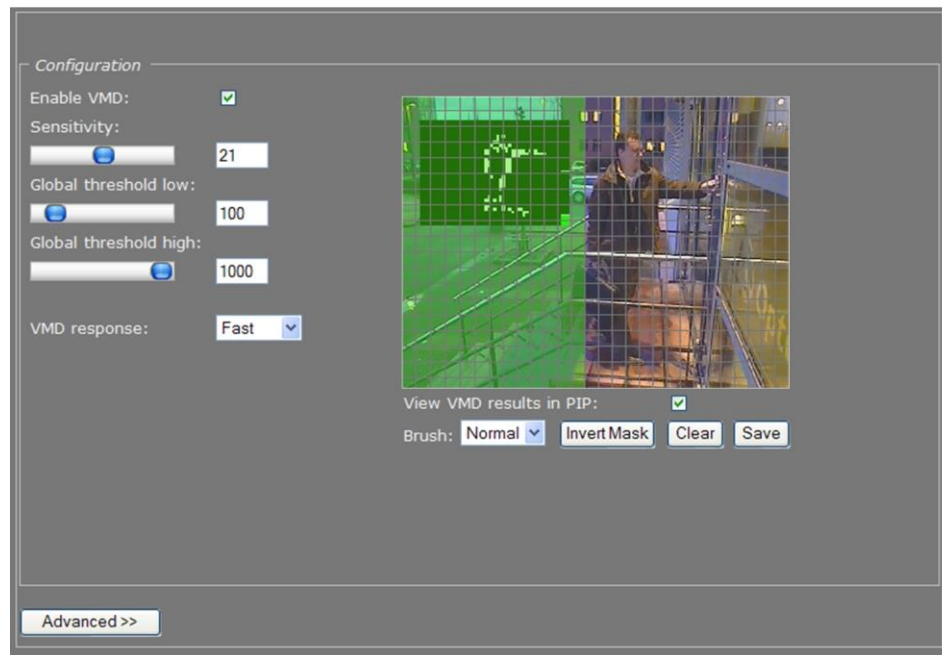 Configuration
Enable VMD:
Sensitivity:
21
Global threshold low:
100
Global threshold high:
1000
VMD response: Fast
View VMD results in PIP:
Brush: Normal Invert Mask Clear Save
Advanced >>